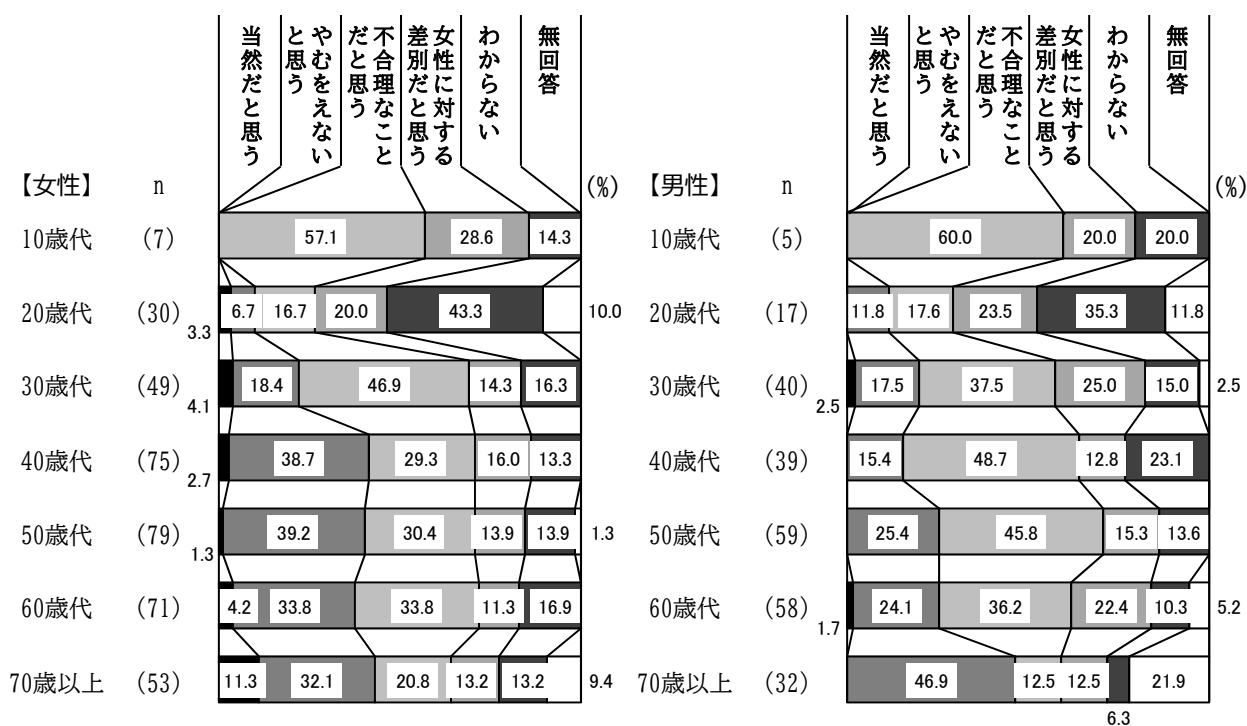 当然だと思う
やむをえない
と思う
不合理なこと
だと思う
女性に対する
差別だと思う
わからない
無回答
【女性】 n (%)
10歳代 (7) 57.1 28.6 14.3
20歳代 (30) 3.3 6.7 16.7 20.0 43.3 10.0
30歳代 (49) 4.1 18.4 46.9 14.3 16.3
40歳代 (75) 2.7 38.7 29.3 16.0 13.3
50歳代 (79) 1.3 39.2 30.4 13.9 13.9 1.3
60歳代 (71) 4.2 33.8 33.8 11.3 16.9
70歳以上 (53) 11.3 32.1 20.8 13.2 13.2 9.4
当然だと思う
やむをえない
と思う
不合理なこと
だと思う
女性に対する
差別だと思う
わからない
無回答
【男性】 n (%)
10歳代 (5) 60.0 20.0 20.0
20歳代 (17) 11.8 17.6 23.5 35.3 11.8
30歳代 (40) 2.5 17.5 37.5 25.0 15.0 2.5
40歳代 (39) 15.4 48.7 12.8 23.1
50歳代 (59) 25.4 45.8 15.3 13.6
60歳代 (58) 1.7 24.1 36.2 22.4 10.3 5.2
70歳以上 (32) 46.9 12.5 12.5 6.3 21.9